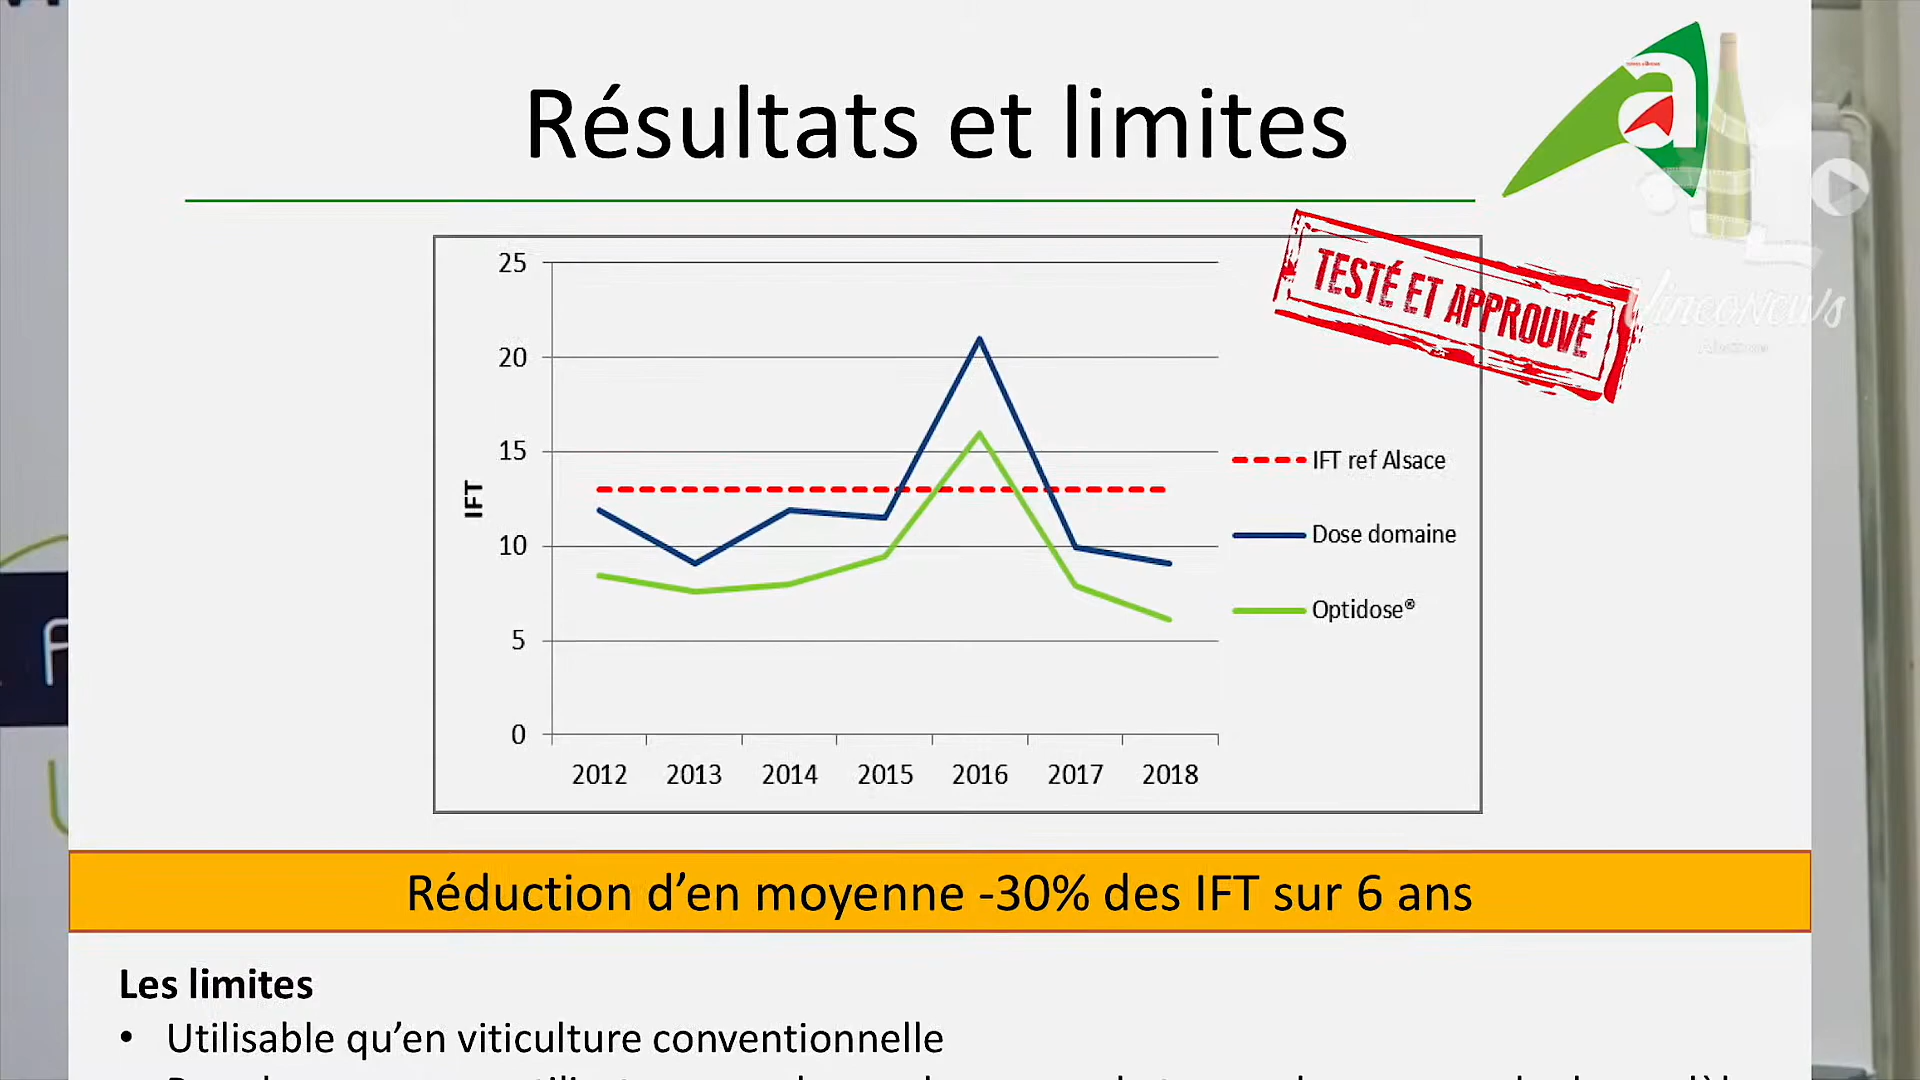 Résultats et limites
TESTÉ ET APPROUVÉ
VinecoNews
25
20
15
10
5
0
IFT
2012 2013 2014 2015 2016 2017 2018
IFT ref Alsace
Dose domaine
Optidose®
Réduction d’en moyenne -30% des IFT sur 6 ans
Les limites
• Utilisable qu’en viticulture conventionnelle